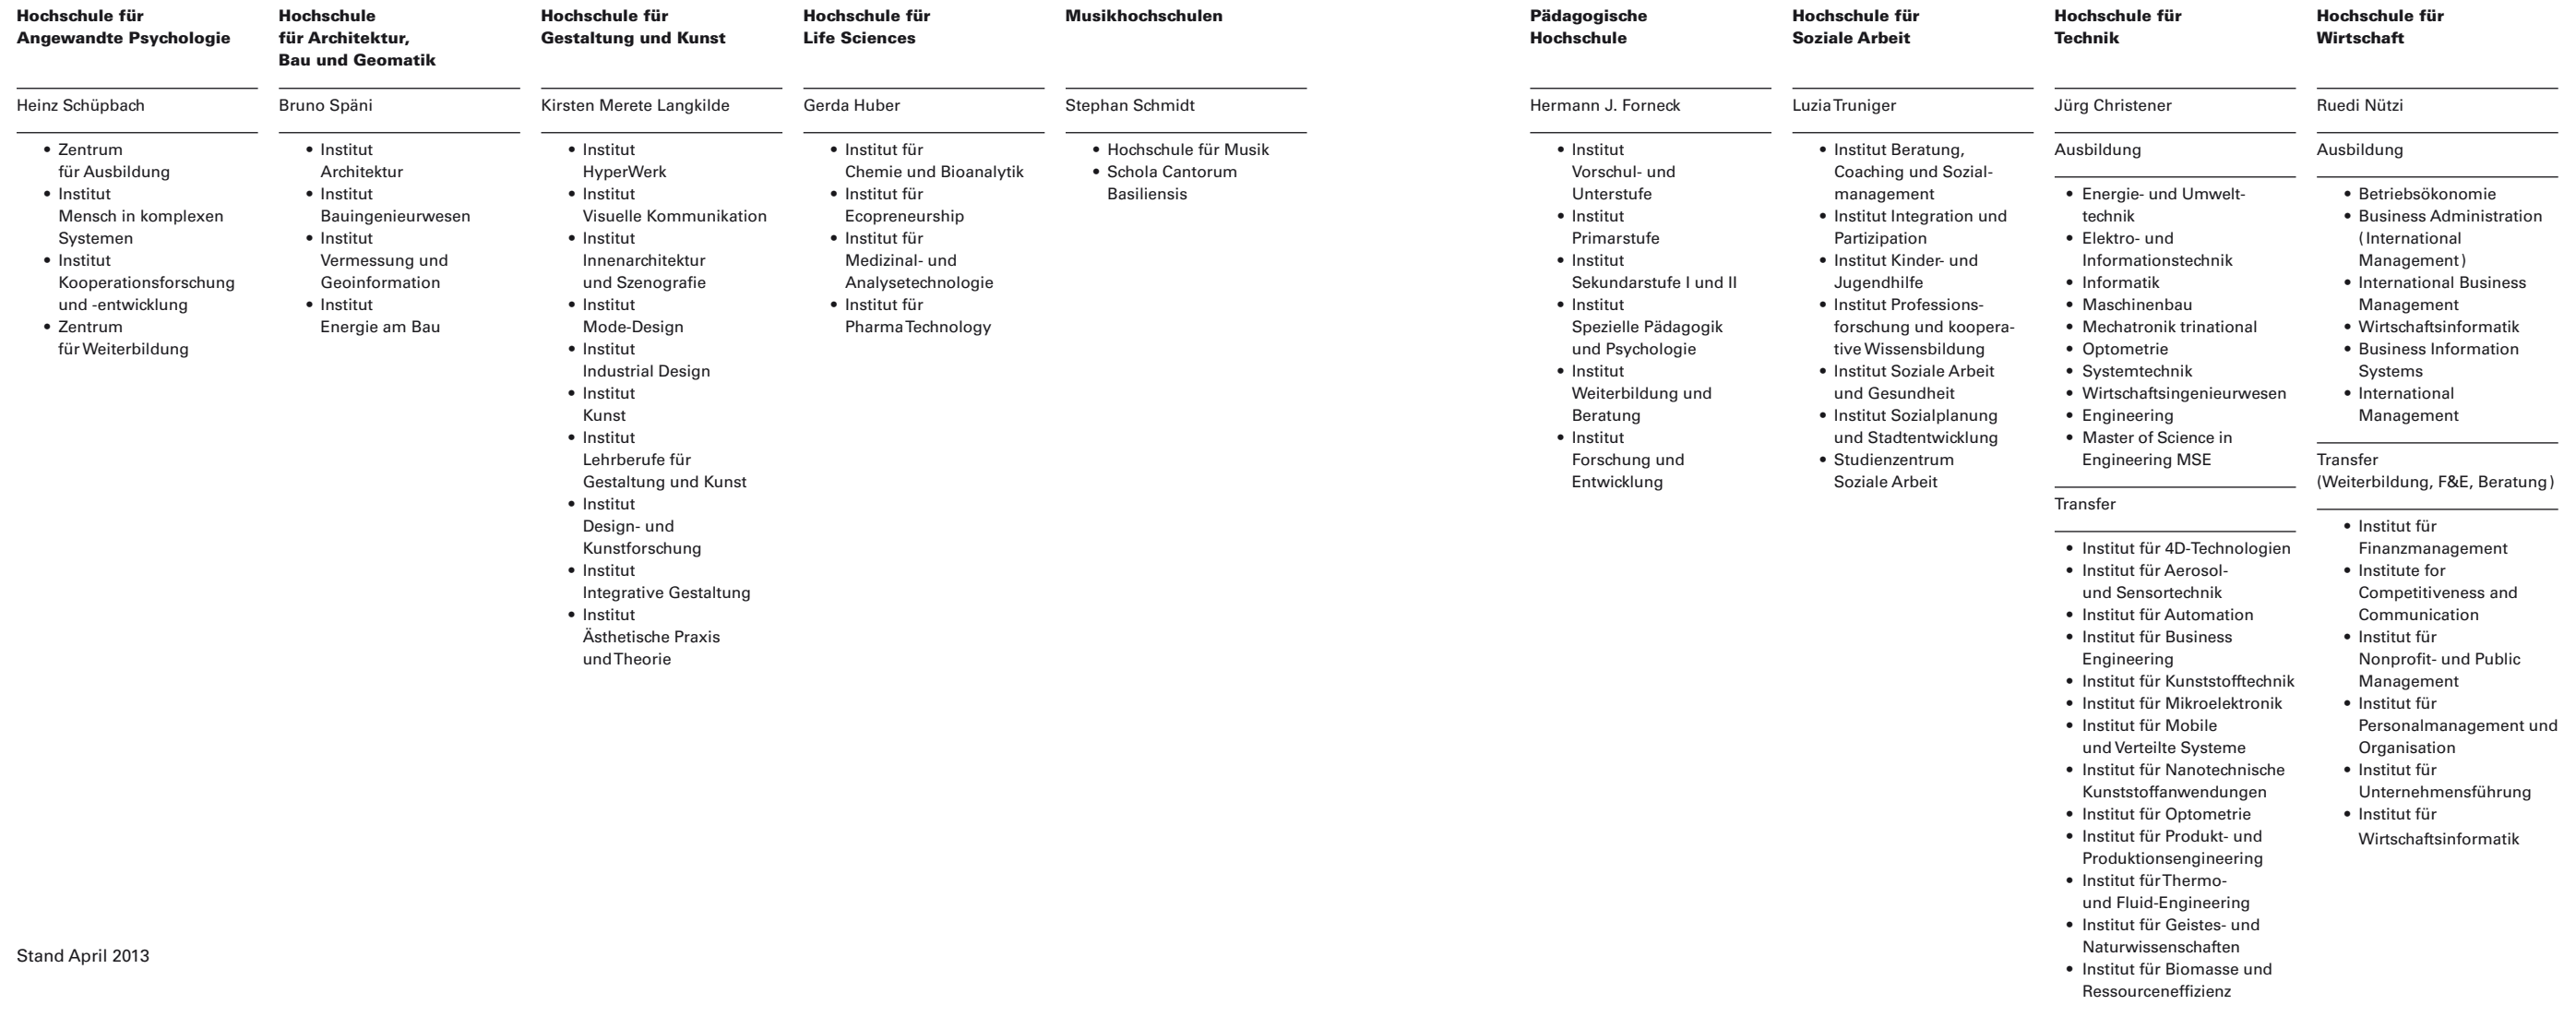 Hochschule für
Angewandte Psychologie
Heinz Schüpbach
• Zentrum
für Ausbildung
• Institut
Mensch in komplexen
Systemen
• Institut
Kooperationsforschung
und -entwicklung
• Zentrum
für Weiterbildung
Hochschule
für Architektur,
Bau und Geomatik
Bruno Späni
• Institut
Architektur
• Institut
Bauingenieurwesen
• Institut
Vermessung und
Geoinformation
• Institut
Energie am Bau
Hochschule für
Gestaltung und Kunst
Kirsten Merete Langkilde
• Institut
HyperWerk
• Institut
Visuelle Kommunikation
• Institut
Innenarchitektur
und Szenografie
• Institut
Mode-Design
• Institut
Industrial Design
• Institut
Kunst
• Institut
Lehrberufe für
Gestaltung und Kunst
• Institut
Design- und
Kunstforschung
• Institut
Integrative Gestaltung
• Institut
Ästhetische Praxis
und Theorie
Hochschule für
Life Sciences
Gerda Huber
• Institut für
Chemie und Bioanalytik
• Institut für
Ecopreneurship
• Institut für
Medizinal- und
Analysetechnologie
• Institut für
Pharma Technology
Musikhochschulen
Stephan Schmidt
• Hochschule für Musik
• Schola Cantorum
Basiliensis
Pädagogische
Hochschule
Hermann J. Forneck
• Institut
Vorschul- und
Unterstufe
• Institut
Primarstufe
• Institut
Sekundarstufe I und II
• Institut
Spezielle Pädagogik
und Psychologie
• Institut
Weiterbildung und
Beratung
• Institut
Forschung und
Entwicklung
Hochschule für
Soziale Arbeit
Luzia Truniger
• Institut Beratung,
Coaching und Sozial-
management
• Institut Integration und
Partizipation
• Institut Kinder- und
Jugendhilfe
• Institut Professions-
forschung und koopera-
tive Wissensbildung
• Institut Soziale Arbeit
und Gesundheit
• Institut Sozialplanung
und Stadtentwicklung
• Studienzentrum
Soziale Arbeit
Hochschule für
Technik
Jürg Christener
Ausbildung
• Energie- und Umwelt-
technik
• Elektro- und
Informationstechnik
• Informatik
• Maschinenbau
• Mechatronik trinational
• Optometrie
• Systemtechnik
• Wirtschaftsingenieurwesen
• Engineering
• Master of Science in
Engineering MSE
Transfer
• Institut für 4D-Technologien
• Institut für Aerosol-
und Sensortechnik
• Institut für Automation
• Institut für Business
Engineering
• Institut für Kunststofftechnik
• Institut für Mikroelektronik
• Institut für Mobile
und Verteilte Systeme
• Institut für Nanotechnische
Kunststoffanwendungen
• Institut für Optometrie
• Institut für Produkt- und
Produktionsengineering
• Institut für Thermo-
und Fluid-Engineering
• Institut für Geistes- und
Naturwissenschaften
• Institut für Biomasse und
Ressourceneffizienz
Hochschule für
Wirtschaft
Ruedi Nützi
Ausbildung
• Betriebsökonomie
• Business Administration
(International
Management)
• International Business
Management
• Wirtschaftsinformatik
• Business Information
Systems
• International
Management
Transfer
(Weiterbildung, F&E, Beratung)
• Institut für
Finanzmanagement
• Institute for
Competitiveness and
Communication
• Institut für
Nonprofit- und Public
Management
• Institut für
Personalmanagement und
Organisation
• Institut für
Unternehmensführung
• Institut für
Wirtschaftsinformatik
Stand April 2013